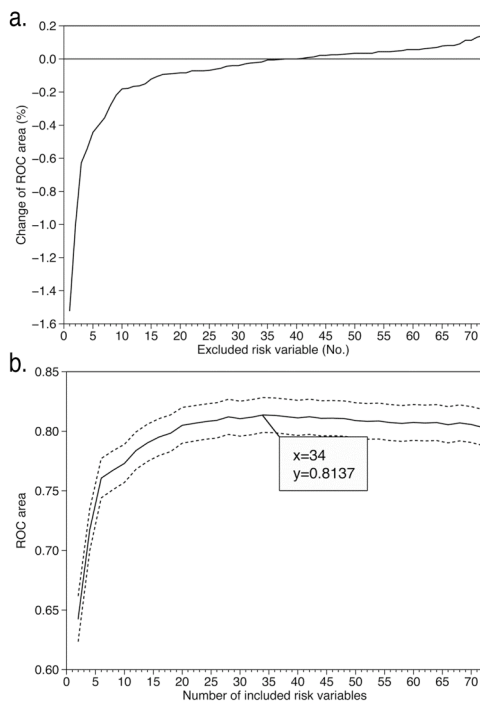 a.
0.2
0.0
−0.2
−0.4
−0.6
−0.8
−1.0
−1.2
−1.4
−1.6
Change of ROC area (%)
0 5 10 15 20 25 30 35 40 45 50 55 60 65 70
Excluded risk variable (No.)
b.
0.85
0.80
0.75
0.70
0.65
0.60
ROC area
x=34
y=0.8137
0 5 10 15 20 25 30 35 40 45 50 55 60 65 70
Number of included risk variables